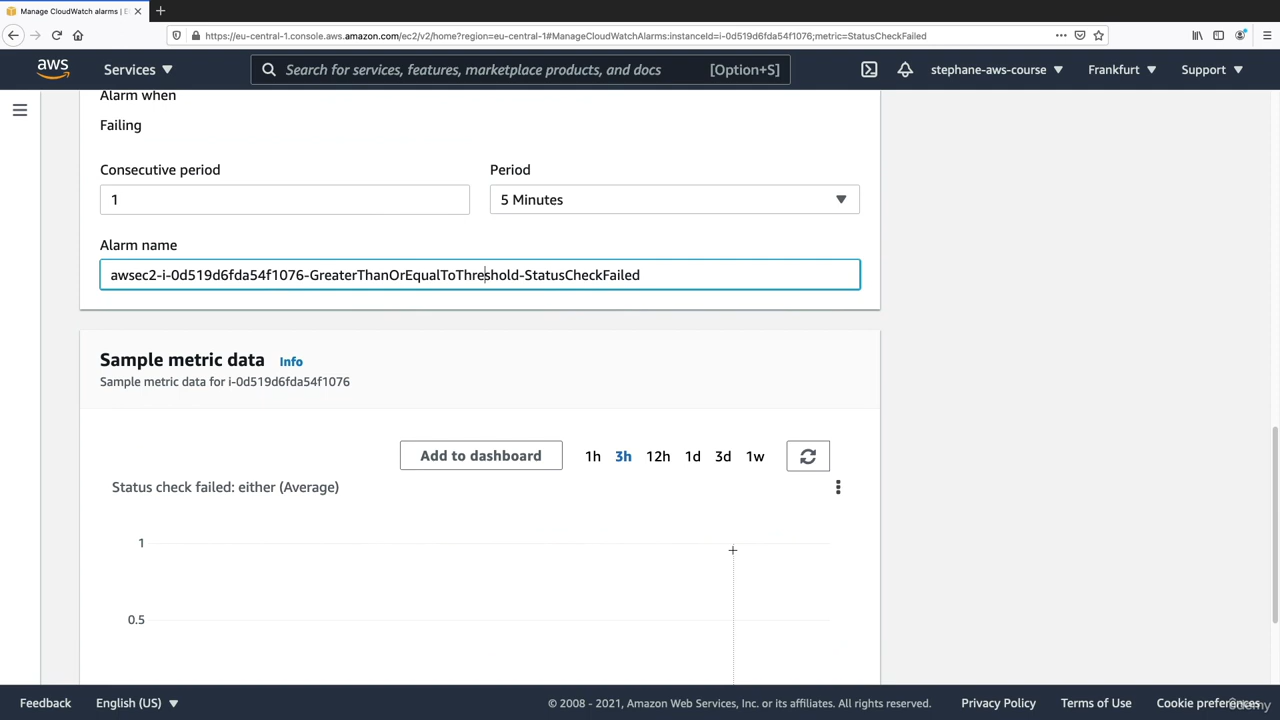 Manage CloudWatch alarms | E
https://eu-central-1.console.aws.amazon.com/ec2/v2/home?region=eu-central-1#ManageCloudWatchAlarms:instanceId=i-0d519d6fda54f1076;metric=StatusCheckFailed
aws Services Search for services, features, marketplace products, and docs [Option+S] stephane-aws-course Frankfurt Support
Alarm when
Failing
Consecutive period Period
1 5 Minutes
Alarm name
awsec2-i-0d519d6fda54f1076-GreaterThanOrEqualToThreshold-StatusCheckFailed
Sample metric data Info
Sample metric data for i-0d519d6fda54f1076
Add to dashboard 1h 3h 12h 1d 3d 1w
Status check failed: either (Average)
1
0.5
Feedback English (US) © 2008 - 2021, Amazon Web Services, Inc. or its affiliates. All rights reserved. Privacy Policy Terms of Use Cookie preferences
Udemy